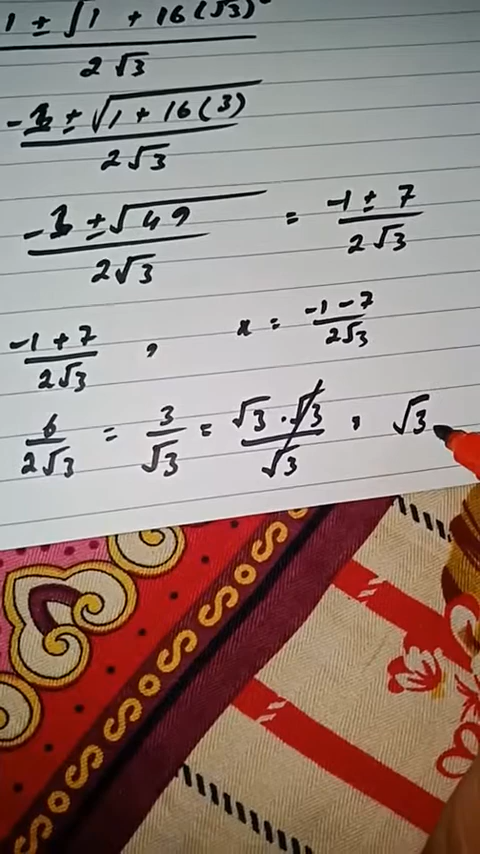 1 ± √1 + 16(√3)² / 2√3
-1 ± √1 + 16(3) / 2√3
-1 ± √49 / 2√3 = -1 ± 7 / 2√3
-1 + 7 / 2√3 , x = -1 - 7 / 2√3
6 / 2√3 = 3 / √3 = √3 · √3 / √3 = √3